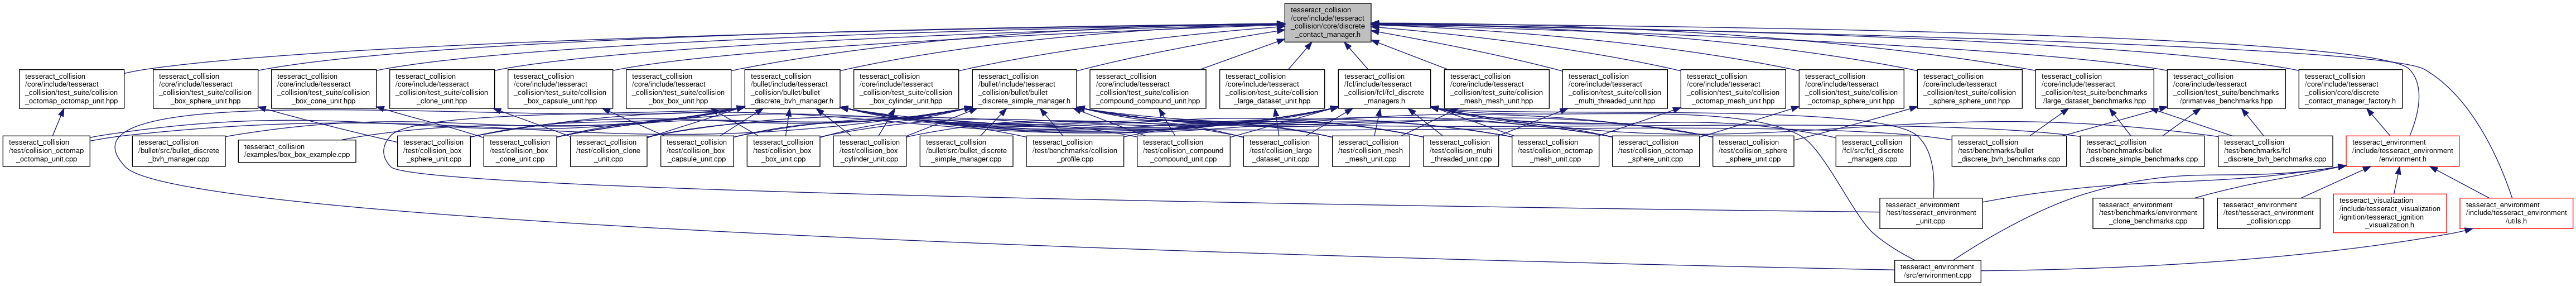 tesseract_collision
/core/include/tesseract
_collision/core/discrete
_contact_manager.h
tesseract_collision
/core/include/tesseract
_collision/test_suite/collision
_octomap_octomap_unit.hpp
tesseract_collision
/core/include/tesseract
_collision/test_suite/collision
_box_sphere_unit.hpp
tesseract_collision
/core/include/tesseract
_collision/test_suite/collision
_box_cone_unit.hpp
tesseract_collision
/core/include/tesseract
_collision/test_suite/collision
_clone_unit.hpp
tesseract_collision
/core/include/tesseract
_collision/test_suite/collision
_box_capsule_unit.hpp
tesseract_collision
/core/include/tesseract
_collision/test_suite/collision
_box_box_unit.hpp
tesseract_collision
/bullet/include/tesseract
_collision/bullet/bullet
_discrete_bvh_manager.h
tesseract_collision
/core/include/tesseract
_collision/test_suite/collision
_box_cylinder_unit.hpp
tesseract_collision
/bullet/include/tesseract
_collision/bullet/bullet
_discrete_simple_manager.h
tesseract_collision
/core/include/tesseract
_collision/test_suite/collision
_compound_compound_unit.hpp
tesseract_collision
/core/include/tesseract
_collision/test_suite/collision
_large_dataset_unit.hpp
tesseract_collision
/fcl/include/tesseract
_collision/fcl/fcl_discrete
_managers.h
tesseract_collision
/core/include/tesseract
_collision/test_suite/collision
_mesh_mesh_unit.hpp
tesseract_collision
/core/include/tesseract
_collision/test_suite/collision
_multi_threaded_unit.hpp
tesseract_collision
/core/include/tesseract
_collision/test_suite/collision
_octomap_mesh_unit.hpp
tesseract_collision
/core/include/tesseract
_collision/test_suite/collision
_octomap_sphere_unit.hpp
tesseract_collision
/core/include/tesseract
_collision/test_suite/collision
_sphere_sphere_unit.hpp
tesseract_collision
/core/include/tesseract
_collision/test_suite/benchmarks
/large_dataset_benchmarks.hpp
tesseract_collision
/core/include/tesseract
_collision/test_suite/benchmarks
/primatives_benchmarks.hpp
tesseract_collision
/core/include/tesseract
_collision/core/discrete
_contact_manager_factory.h
tesseract_collision
/test/collision_octomap
_octomap_unit.cpp
tesseract_collision
/bullet/src/bullet_discrete
_bvh_manager.cpp
tesseract_collision
/examples/box_box_example.cpp
tesseract_collision
/test/collision_box
_sphere_unit.cpp
tesseract_collision
/test/collision_box
_cone_unit.cpp
tesseract_collision
/test/collision_clone
_unit.cpp
tesseract_collision
/test/collision_box
_capsule_unit.cpp
tesseract_collision
/test/collision_box
_box_unit.cpp
tesseract_collision
/test/collision_box
_cylinder_unit.cpp
tesseract_collision
/bullet/src/bullet_discrete
_simple_manager.cpp
tesseract_collision
/test/benchmarks/collision
_profile.cpp
tesseract_collision
/test/collision_compound
_compound_unit.cpp
tesseract_collision
/test/collision_large
_dataset_unit.cpp
tesseract_collision
/test/collision_mesh
_mesh_unit.cpp
tesseract_collision
/test/collision_multi
_threaded_unit.cpp
tesseract_collision
/test/collision_octomap
_mesh_unit.cpp
tesseract_collision
/test/collision_octomap
_sphere_unit.cpp
tesseract_collision
/test/collision_sphere
_sphere_unit.cpp
tesseract_collision
/fcl/src/fcl_discrete
_managers.cpp
tesseract_collision
/test/benchmarks/bullet
_discrete_bvh_benchmarks.cpp
tesseract_collision
/test/benchmarks/bullet
_discrete_simple_benchmarks.cpp
tesseract_collision
/test/benchmarks/fcl
_discrete_bvh_benchmarks.cpp
tesseract_environment
/include/tesseract_environment
/environment.h
tesseract_environment
/test/tesseract_environment
_unit.cpp
tesseract_environment
/test/benchmarks/environment
_clone_benchmarks.cpp
tesseract_environment
/test/tesseract_environment
_collision.cpp
tesseract_visualization
/include/tesseract_visualization
/ignition/tesseract_ignition
_visualization.h
tesseract_environment
/include/tesseract_environment
/utils.h
tesseract_environment
/src/environment.cpp